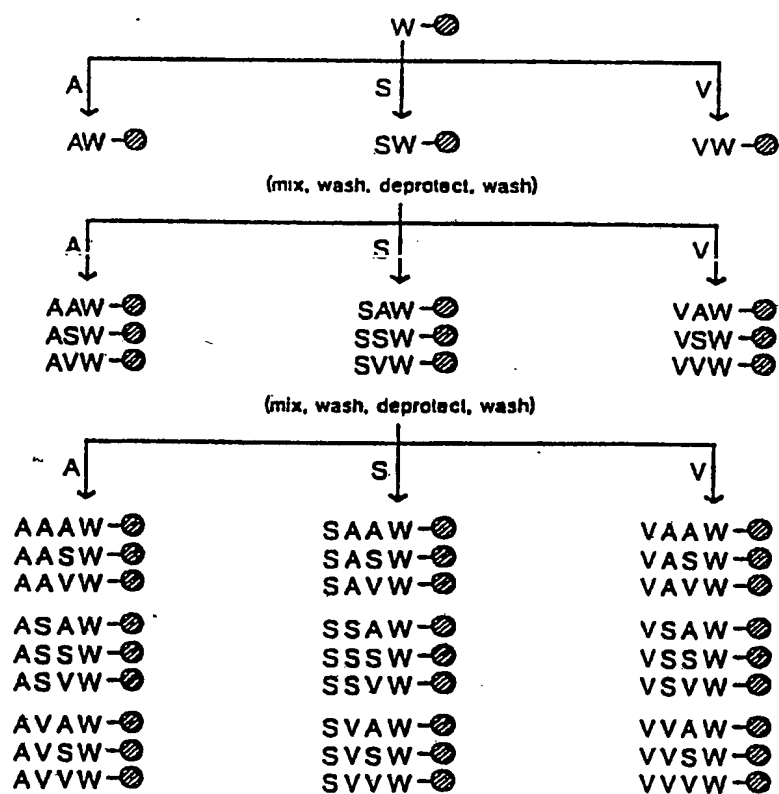 W
A S V
AW SW VW
(mix, wash, deprotect, wash)
A S V
AAW SAW VAW
ASW SSW VSW
AVW SVW VVW
(mix, wash, deprotect, wash)
A S V
AAAW SAAW VAAW
AASW SASW VASW
AAVW SAVW VAVW
ASAW SSAW VSAW
ASSW SSSW VSSW
ASVW SSVW VSVW
AVAW SVAW VVAW
AVSW SVSW VVSW
AVVW SVVW VVVW